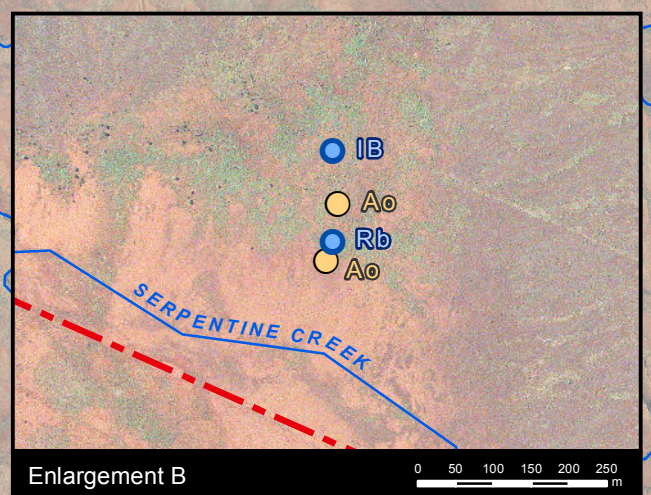 IB
Ao
Rb
Ao
SERPENTINE CREEK
Enlargement B
0 50 100 150 200 250
m